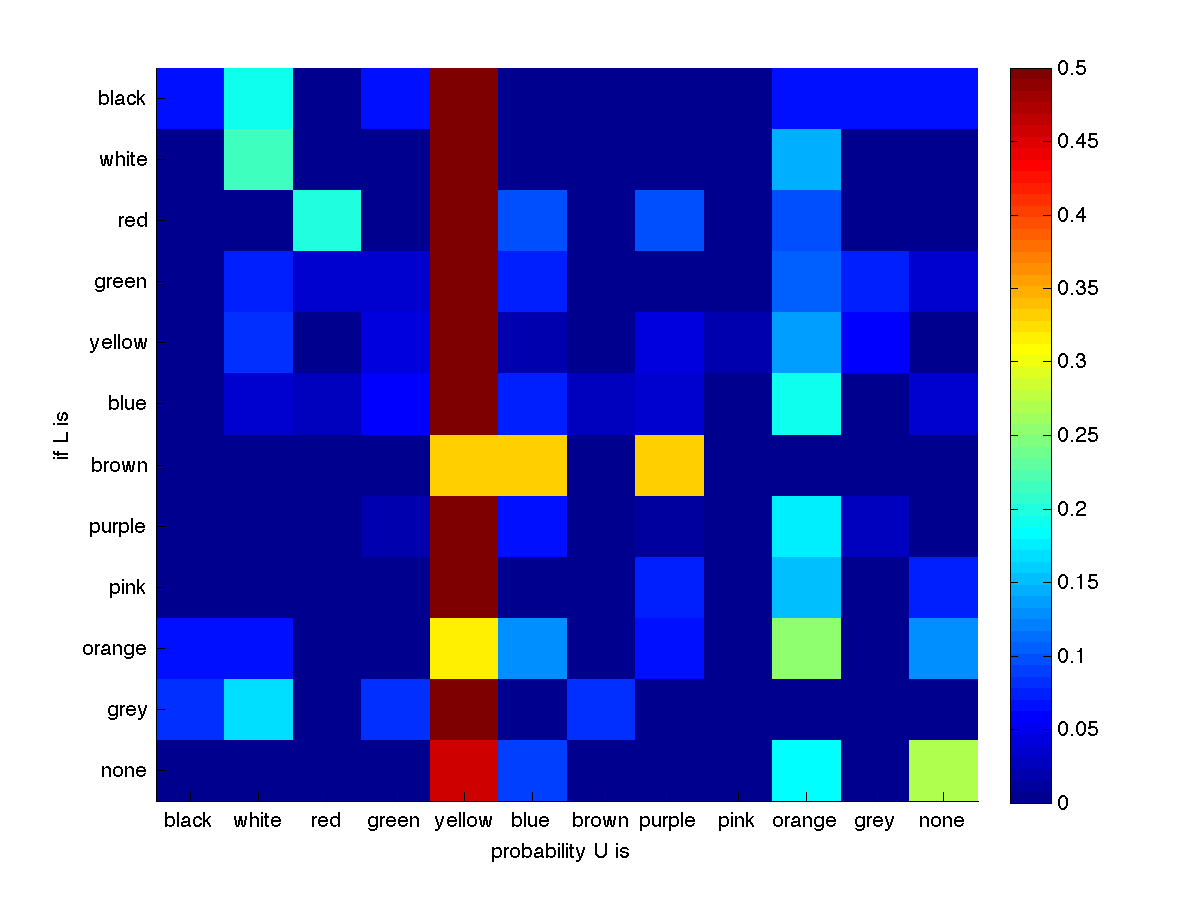 black
white
red
green
yellow
blue
brown
purple
pink
orange
grey
none
if L is
black white red green yellow blue brown purple pink orange grey none
probability U is
0.5
0.45
0.4
0.35
0.3
0.25
0.2
0.15
0.1
0.05
0